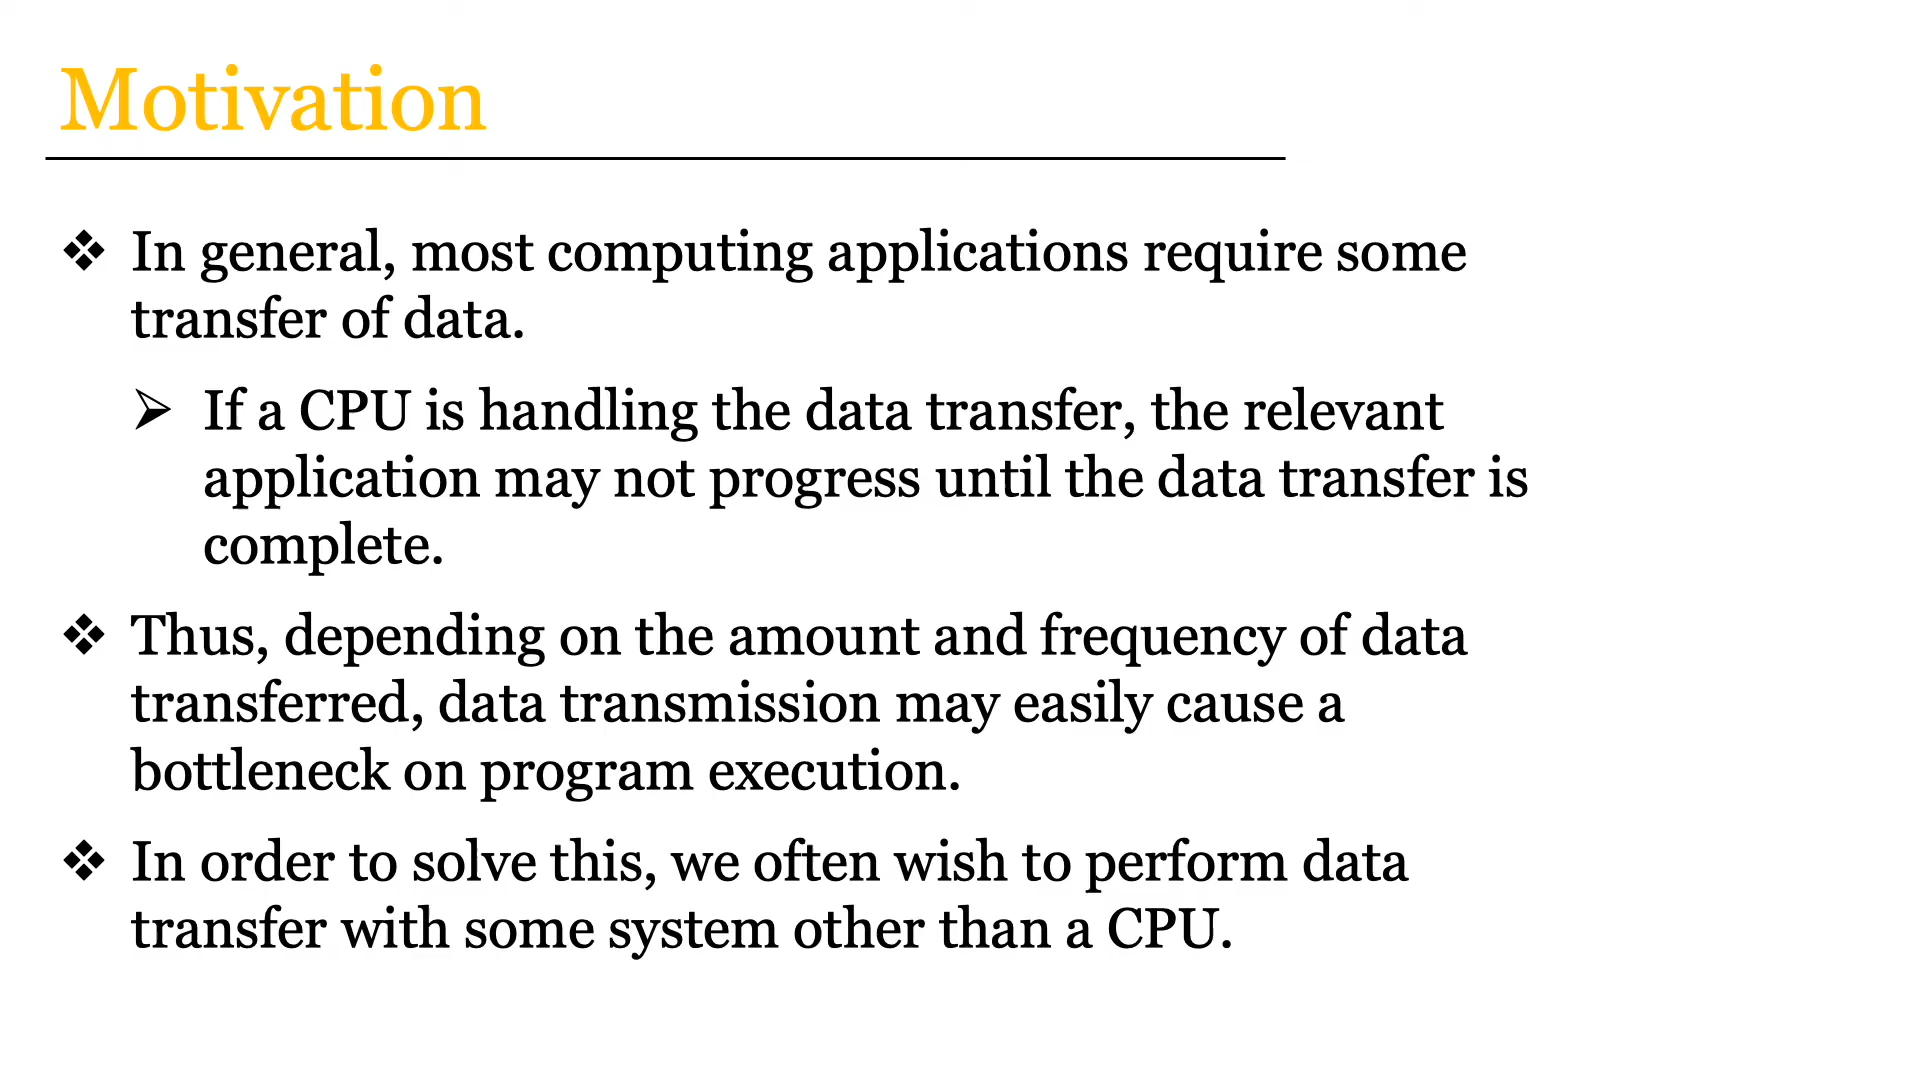 Motivation
❖ In general, most computing applications require some
transfer of data.
➢ If a CPU is handling the data transfer, the relevant
application may not progress until the data transfer is
complete.
❖ Thus, depending on the amount and frequency of data
transferred, data transmission may easily cause a
bottleneck on program execution.
❖ In order to solve this, we often wish to perform data
transfer with some system other than a CPU.